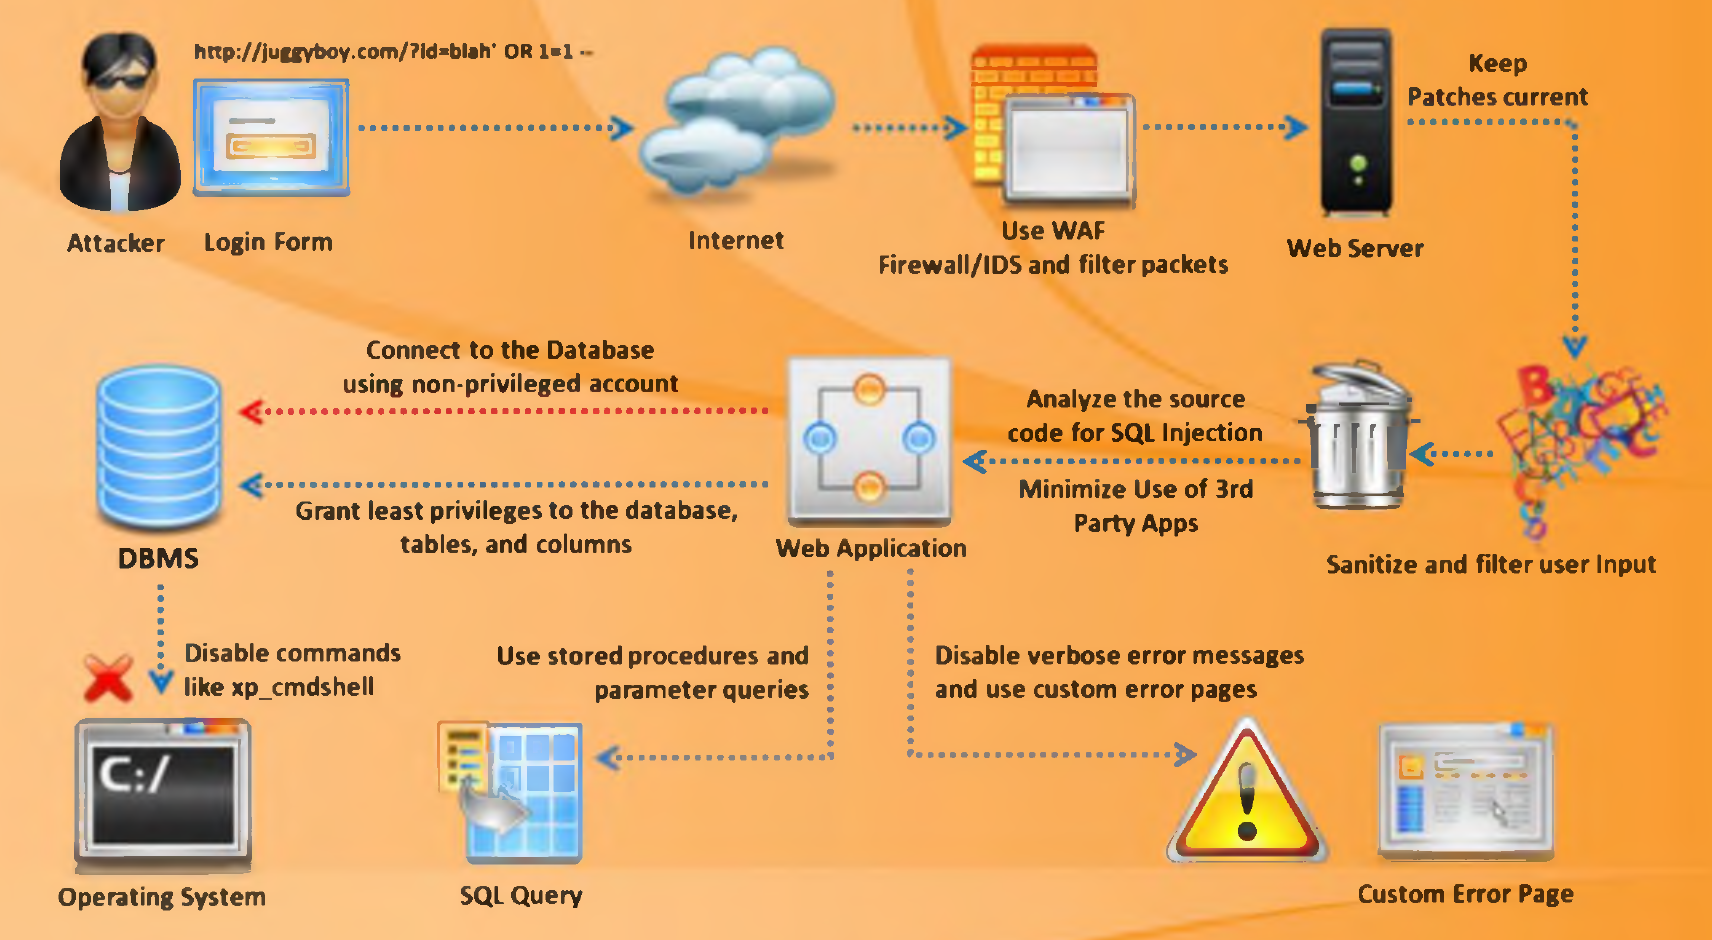 http://juggyboy.com/?id=blah' OR 1=1 --
Attacker
Login Form
Internet
Use WAF
Firewall/IDS and filter packets
Web Server
Keep
Patches current
Connect to the Database
using non-privileged account
Grant least privileges to the database,
tables, and columns
DBMS
Web Application
Analyze the source
code for SQL Injection
Minimize Use of 3rd
Party Apps
Sanitize and filter user Input
Disable commands
like xp_cmdshell
Use stored procedures and
parameter queries
Disable verbose error messages
and use custom error pages
C:/
Operating System
SQL Query
Custom Error Page